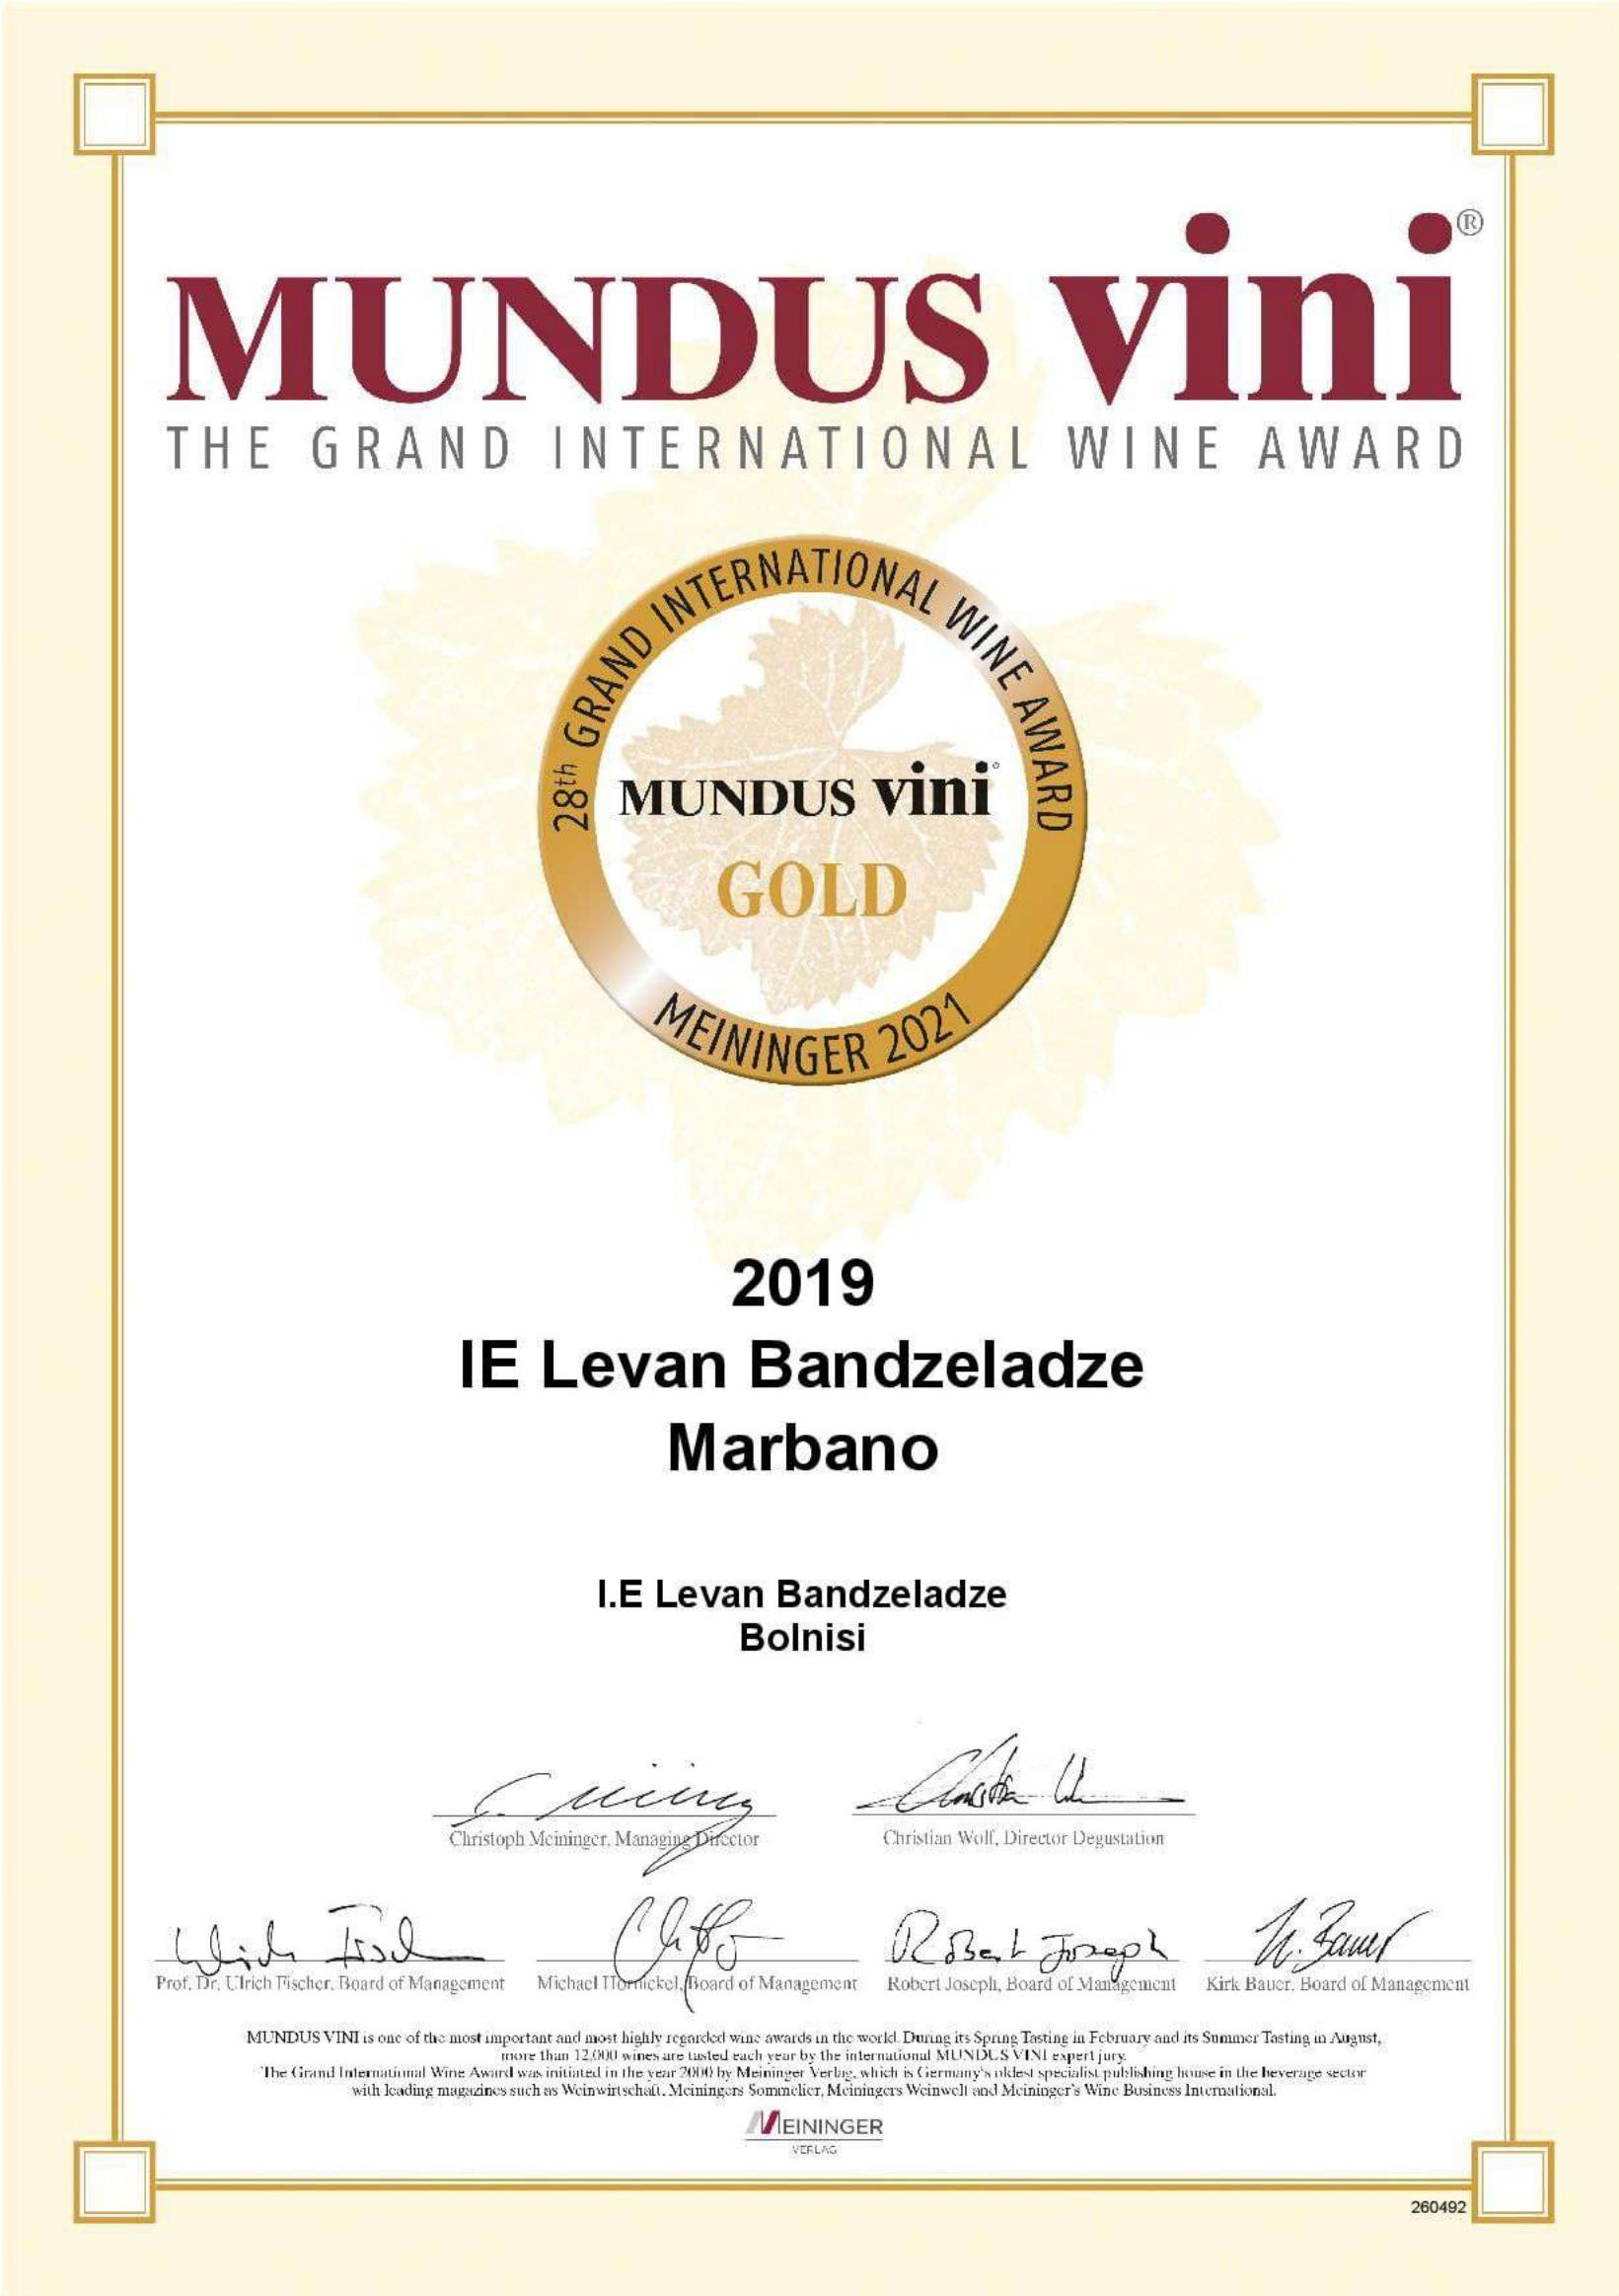 MUNDUS vini®
THE GRAND INTERNATIONAL WINE AWARD
28th GRAND INTERNATIONAL WINE AWARD
MUNDUS vini
GOLD
MEININGER 2021
2019
IE Levan Bandzeladze
Marbano
I.E Levan Bandzeladze
Bolnisi
Christoph Meininger, Managing Director
Christian Wolf, Director Degustation
Robert Joseph
K. Bauer
Prof. Dr. Ulrich Fischer, Board of Management
Michael Hornickel, Board of Management
Robert Joseph, Board of Management
Kirk Bauer, Board of Management
MUNDUS VINI is one of the most important and most highly regarded wine awards in the world. During its Spring Tasting in February and its Summer Tasting in August,
more than 12,000 wines are tasted each year by the international MUNDUS VINI expert jury.
The Grand International Wine Award was initiated in the year 2000 by Meininger Verlag, which is Germany's oldest specialist publishing house in the beverage sector
with leading magazines such as Weinwirtschaft, Meiningers Sommelier, Meiningers Weinwelt and Meininger's Wine Business International.
MEININGER
VERLAG
260492